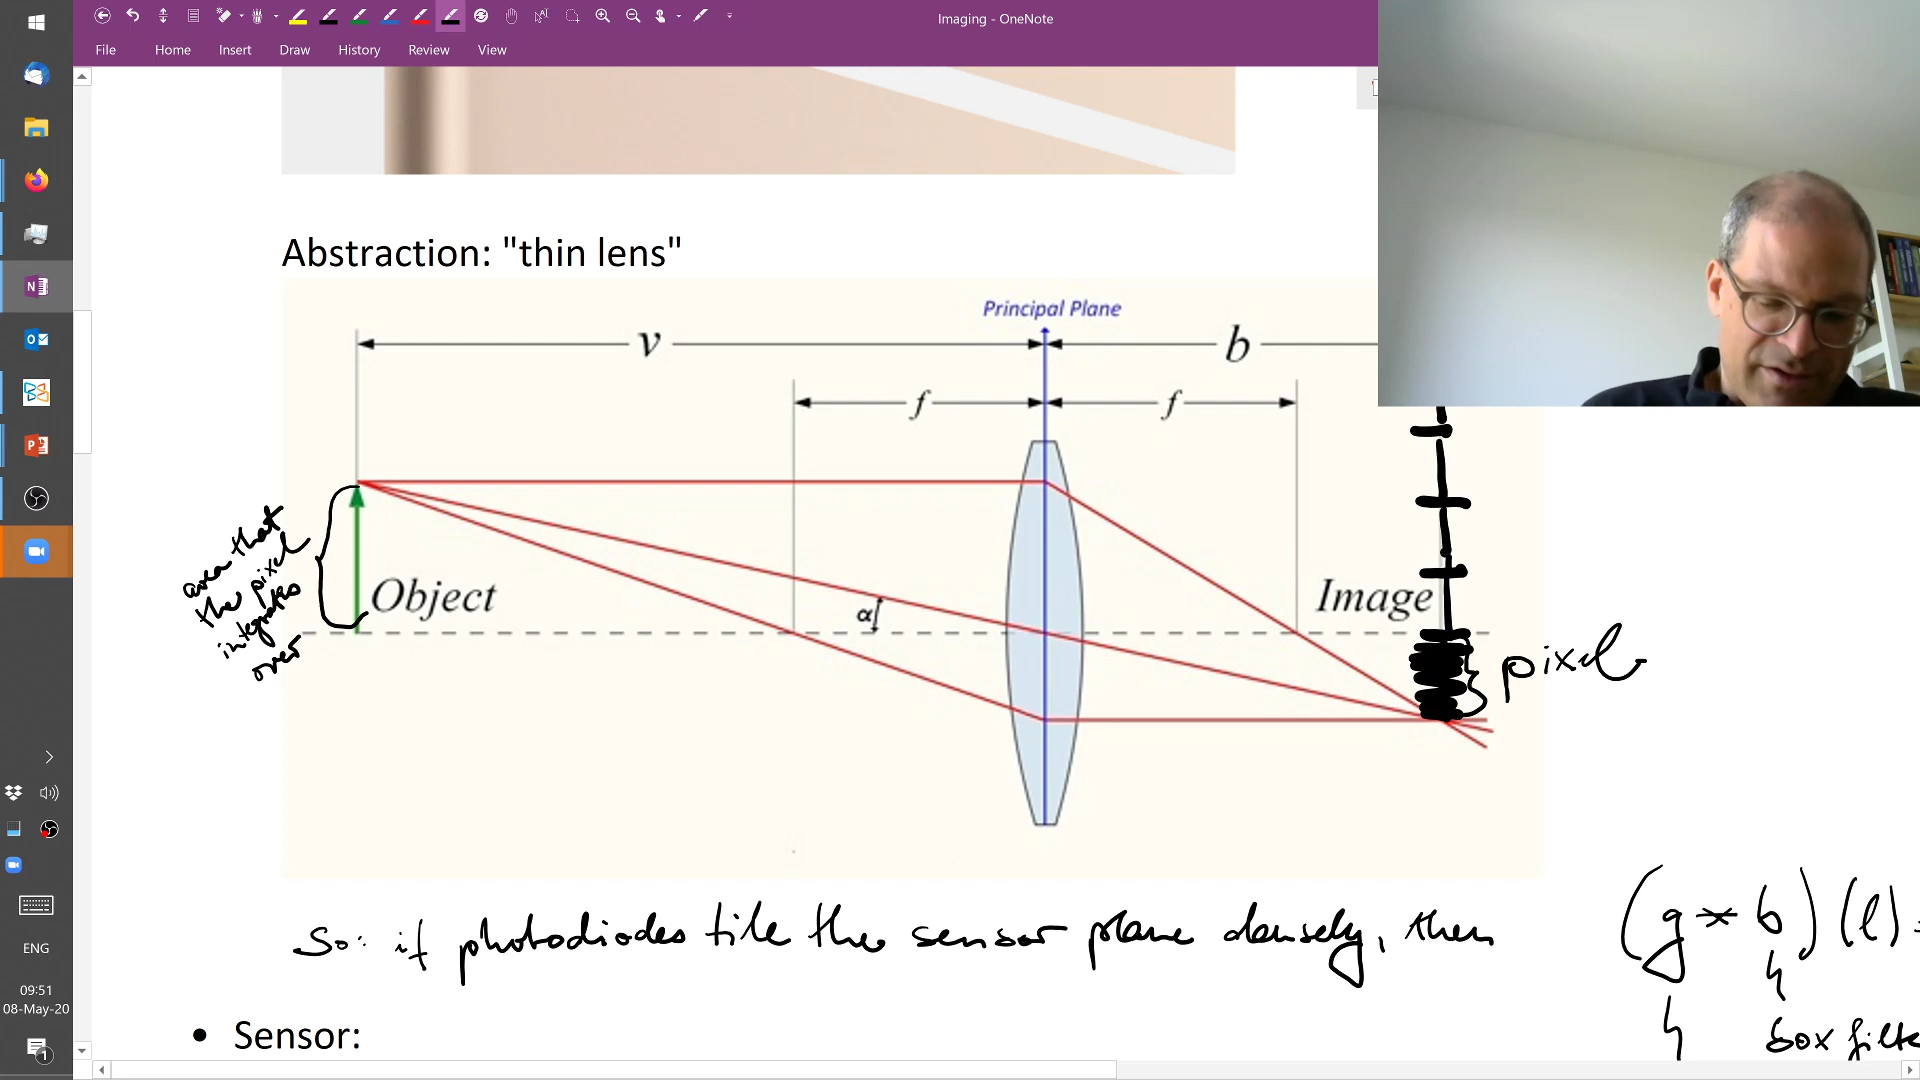 Imaging - OneNote
File Home Insert Draw History Review View
Abstraction: "thin lens"
Principal Plane
v b
f f
area that
the pixel
integrates
over
Object
α
Image
pixel
So: if photodiodes tile the sensor plane densely, then
(g * b)(l) =
box filte
• Sensor:
ENG
09:51
08-May-20
1